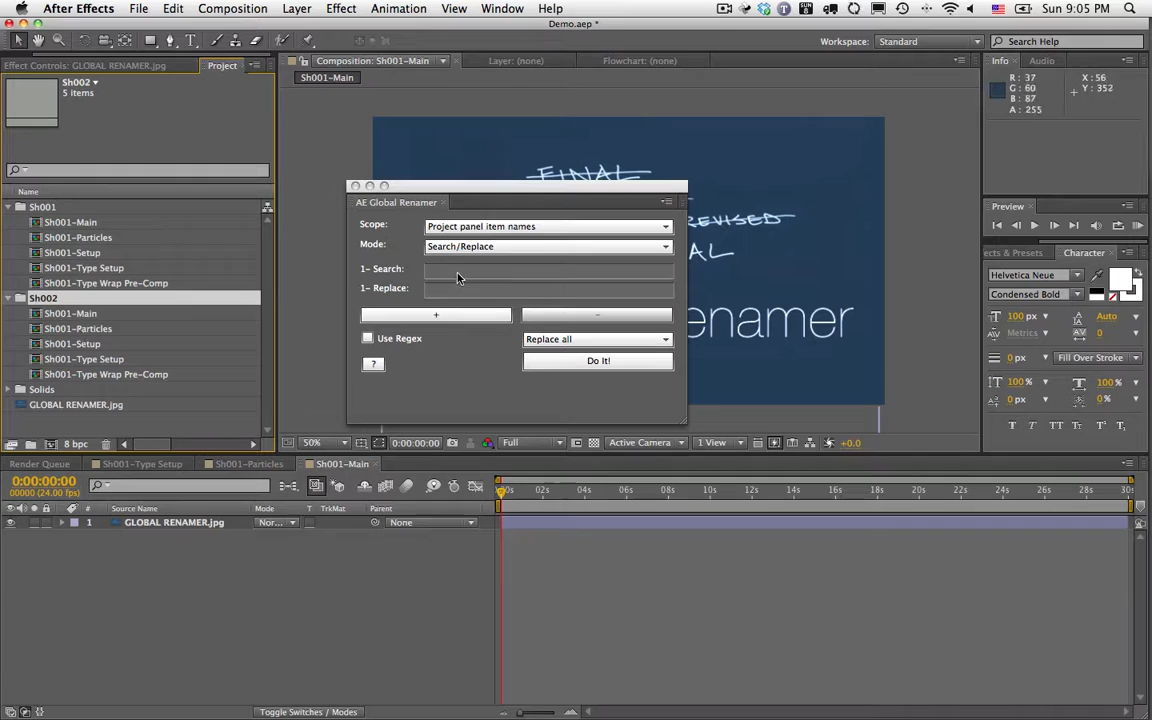 After Effects File Edit Composition Layer Effect Animation View Window Help Sun 9:05 PM
Demo.aep *
Workspace: Standard Search Help
Effect Controls: GLOBAL RENAMER.jpg Project Composition: Sh001-Main Layer: (none) Flowchart: (none) Info Audio
Sh001-Main
Sh002
5 items
R : 37
G : 60
B : 87
A : 255
X : 56
Y : 352
Name
Sh001
Sh001-Main
Sh001-Particles
Sh001-Setup
Sh001-Type Setup
Sh001-Type Wrap Pre-Comp
Sh002
Sh001-Main
Sh001-Particles
Sh001-Setup
Sh001-Type Setup
Sh001-Type Wrap Pre-Comp
Solids
GLOBAL RENAMER.jpg
8 bpc
FINAL
REVISED
AL
enamer
AE Global Renamer
Scope: Project panel item names
Mode: Search/Replace
1- Search:
1- Replace:
+ -
Use Regex Replace all
? Do It!
50% 0:00:00:00 Full Active Camera 1 View +0.0
Preview
cts & Presets Character
Helvetica Neue
Condensed Bold
100 px Auto
Metrics 0
0 px Fill Over Stroke
100 % 100 %
0 px 0 %
T T TT Tt T¹ T₁
Render Queue Sh001-Type Setup Sh001-Particles Sh001-Main
0:00:00:00
00000 (24.00 fps)
00s 02s 04s 06s 08s 10s 12s 14s 16s 18s 20s 22s 24s 26s 28s 30s
# Source Name Mode T TrkMat Parent
1 GLOBAL RENAMER.jpg Nor... None
Toggle Switches / Modes